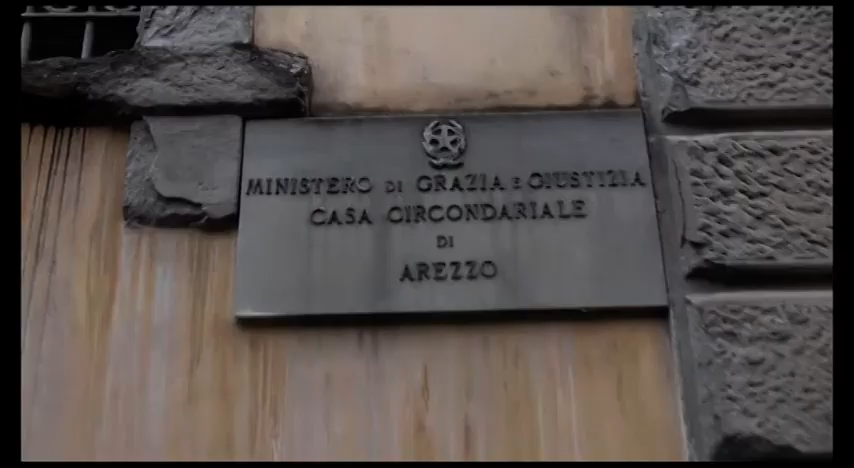 MINISTERO DI GRAZIA E GIUSTIZIA
CASA CIRCONDARIALE
DI
AREZZO